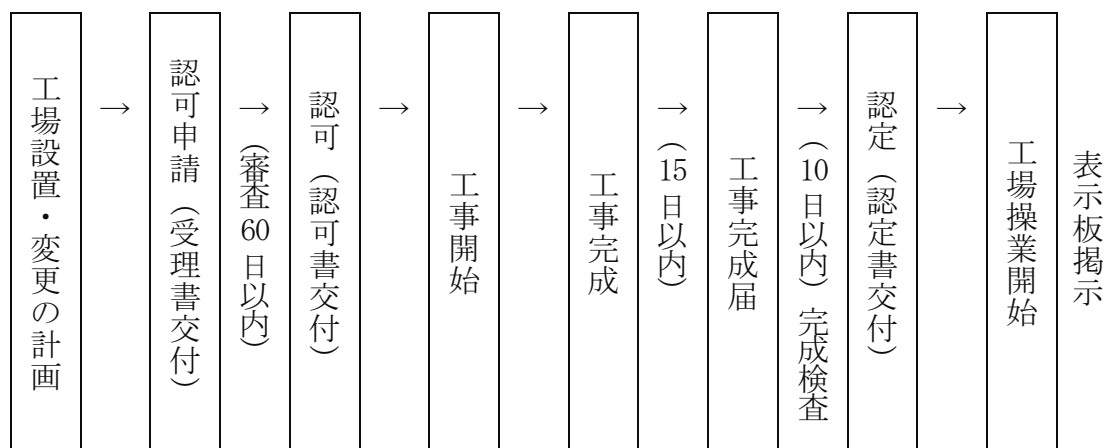 工場設置・変更の計画
→
認可申請（受理書交付）
→（審査60日以内）
認可（認可書交付）
→
工事開始
→
工事完成
→（15日以内）
工事完成届
→（10日以内）完成検査
認定（認定書交付）
→
工場操業開始
表示板掲示